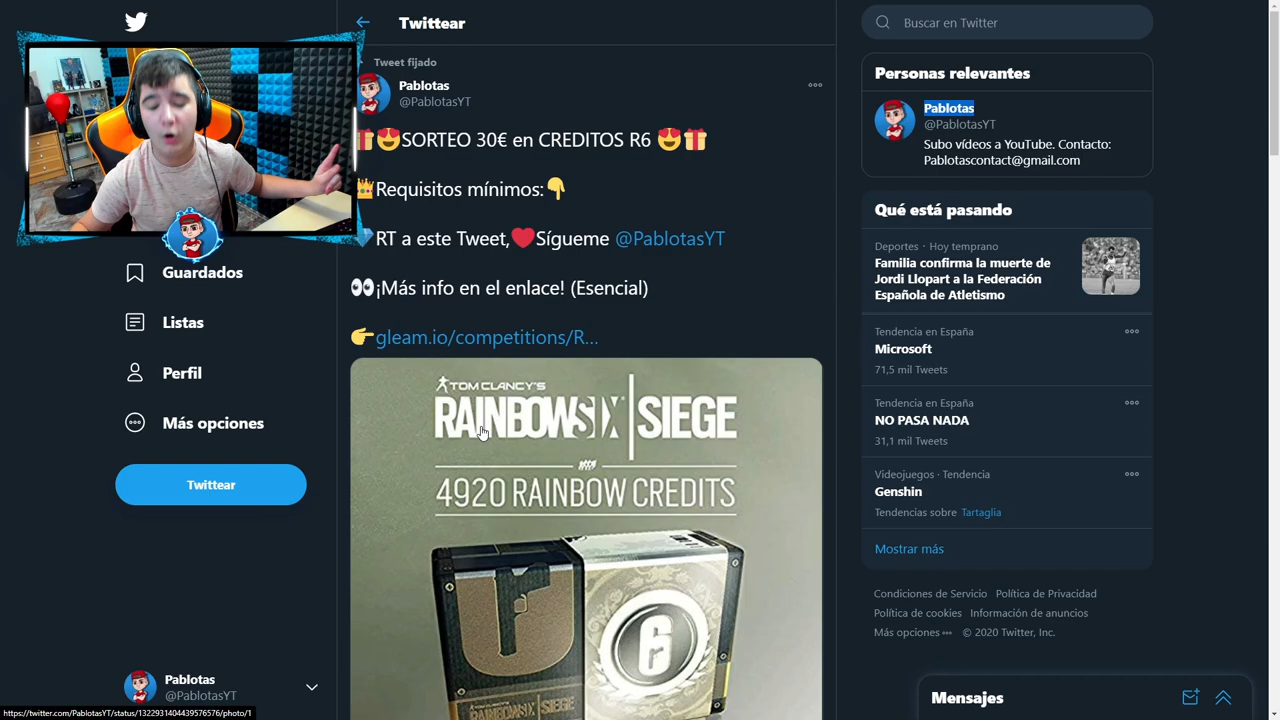 Twittear
Tweet fijado
Pablotas
@PablotasYT
SORTEO 30€ en CREDITOS R6
Requisitos mínimos:
RT a este Tweet, Sígueme @PablotasYT
¡Más info en el enlace! (Esencial)
gleam.io/competitions/R...
TOM CLANCY'S
RAINBOWSIX | SIEGE
4920 RAINBOW CREDITS
6
RAINBOWSIX | SIEGE
Guardados
Listas
Perfil
Más opciones
Twittear
Pablotas
@PablotasYT
https://twitter.com/PablotasYT/status/1322931404439576576/photo/1
Buscar en Twitter
Personas relevantes
Pablotas
@PablotasYT
Subo vídeos a YouTube. Contacto:
Pablotascontact@gmail.com
Qué está pasando
Deportes · Hoy temprano
Familia confirma la muerte de
Jordi Llopart a la Federación
Española de Atletismo
Tendencia en España
Microsoft
71,5 mil Tweets
Tendencia en España
NO PASA NADA
31,1 mil Tweets
Videojuegos · Tendencia
Genshin
Tendencias sobre Tartaglia
Mostrar más
Condiciones de Servicio Política de Privacidad
Política de cookies Información de anuncios
Más opciones © 2020 Twitter, Inc.
Mensajes